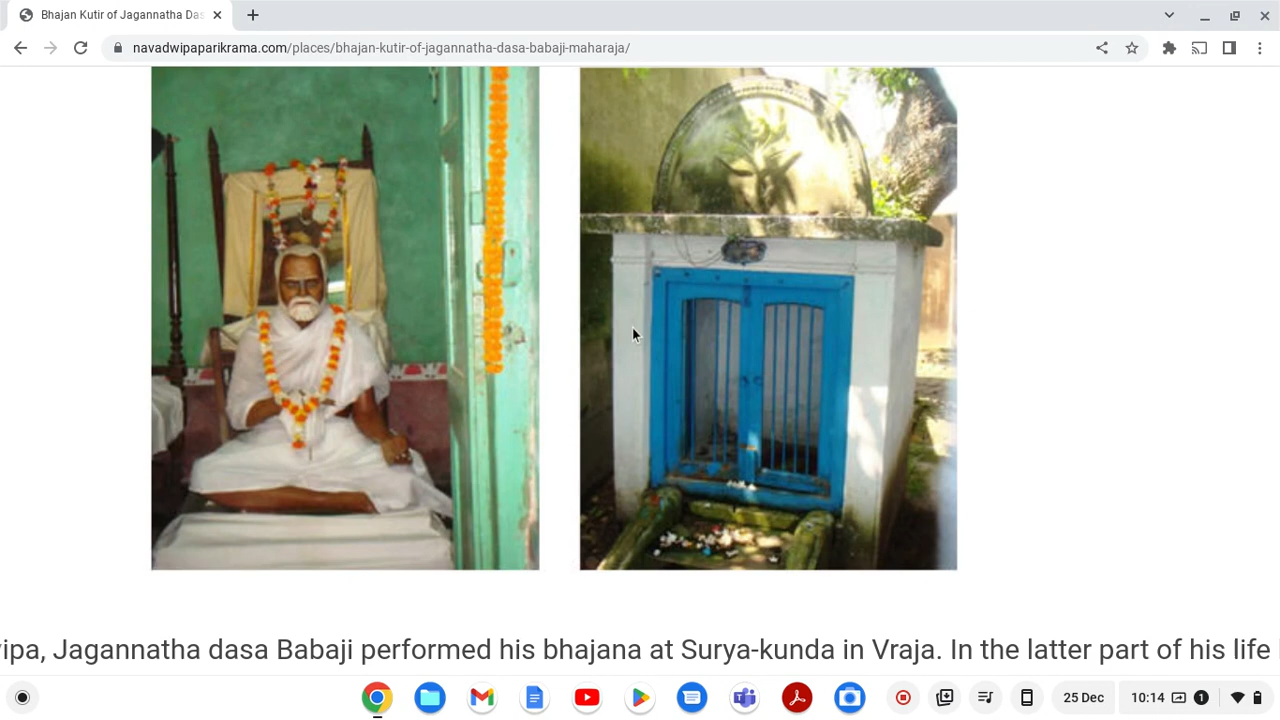 Bhajan Kutir of Jagannatha Das
navadwipaparikrama.com/places/bhajan-kutir-of-jagannatha-dasa-babaji-maharaja/
ipa, Jagannatha dasa Babaji performed his bhajana at Surya-kunda in Vraja. In the latter part of his life
25 Dec
10:14
1